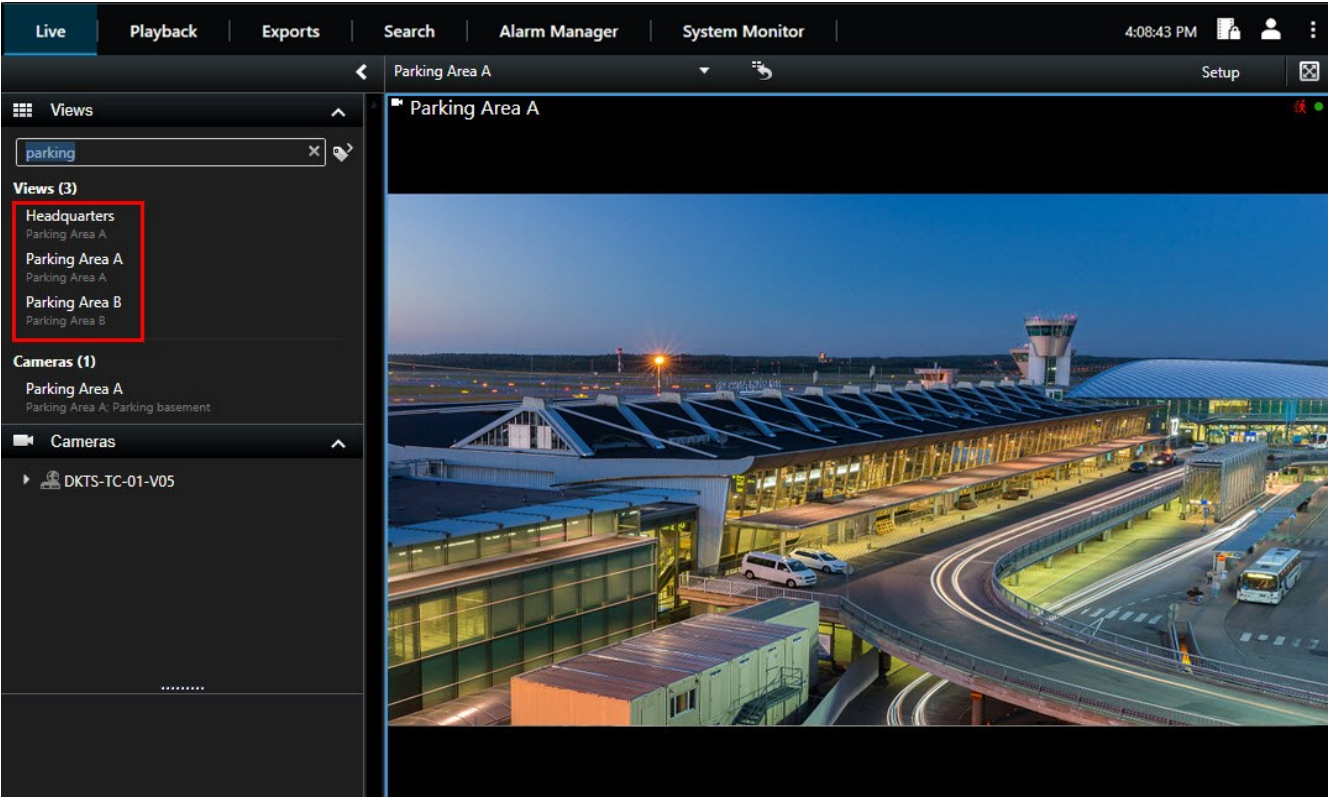 Live Playback Exports Search Alarm Manager System Monitor 4:08:43 PM
Parking Area A Setup
Views
parking
Views (3)
Headquarters
Parking Area A
Parking Area A
Parking Area A
Parking Area B
Parking Area B
Cameras (1)
Parking Area A
Parking Area A; Parking basement
Cameras
DKTS-TC-01-V05
Parking Area A